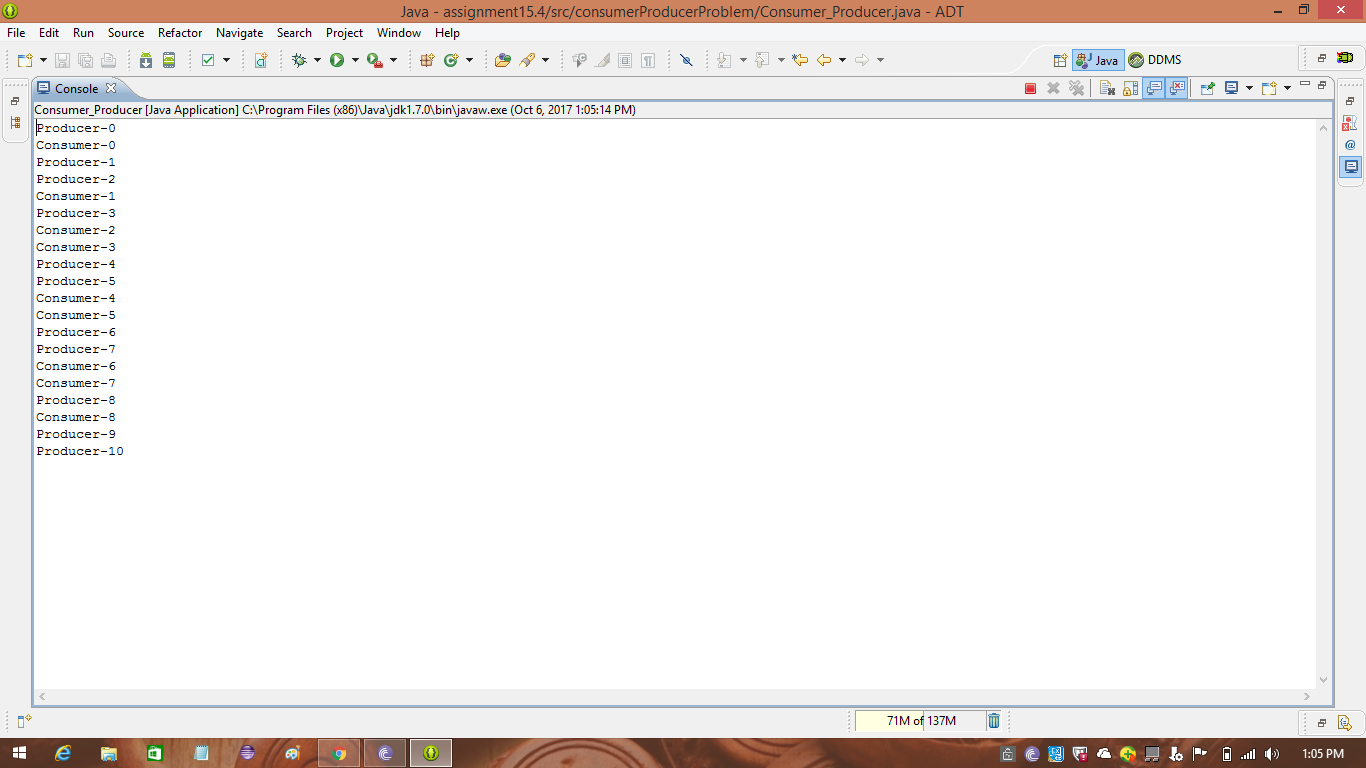 Java - assignment15.4/src/consumerProducerProblem/Consumer_Producer.java - ADT
File Edit Run Source Refactor Navigate Search Project Window Help
Java DDMS
Console
Consumer_Producer [Java Application] C:\Program Files (x86)\Java\jdk1.7.0\bin\javaw.exe (Oct 6, 2017 1:05:14 PM)
Producer-0
Consumer-0
Producer-1
Producer-2
Consumer-1
Producer-3
Consumer-2
Consumer-3
Producer-4
Producer-5
Consumer-4
Consumer-5
Producer-6
Producer-7
Consumer-6
Consumer-7
Producer-8
Consumer-8
Producer-9
Producer-10
71M of 137M
1:05 PM